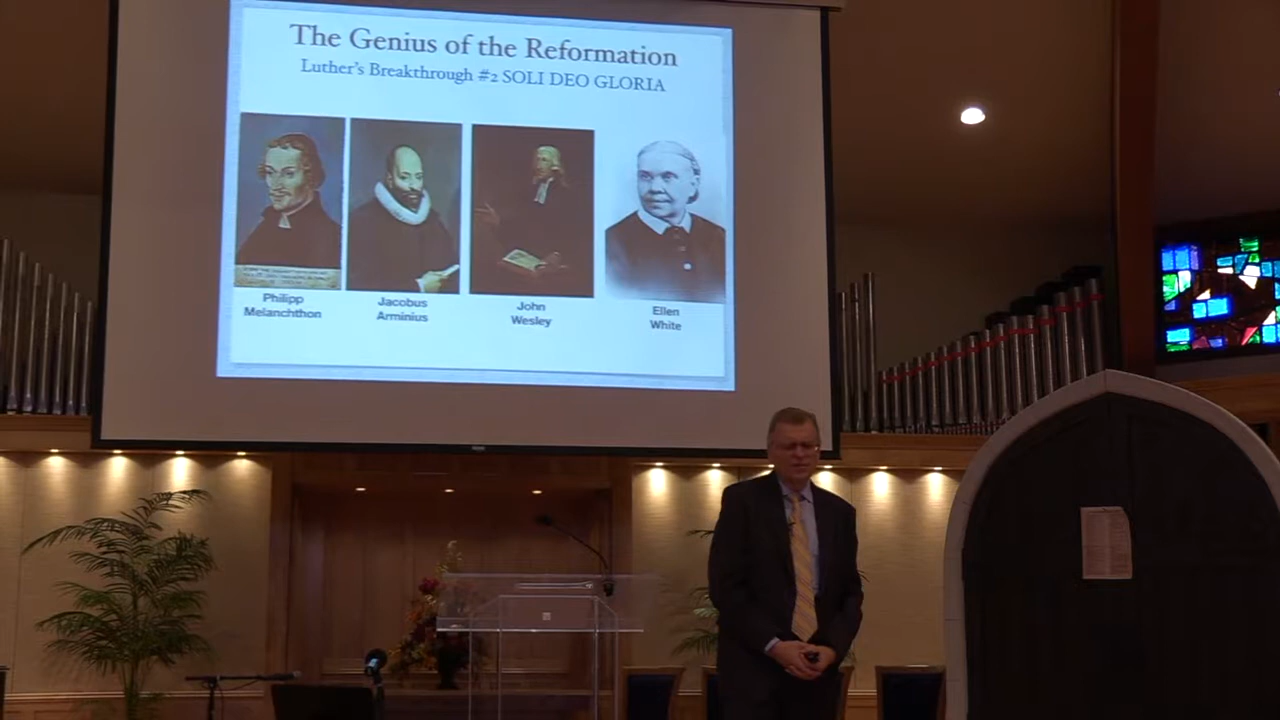 The Genius of the Reformation
Luther's Breakthrough #2 SOLI DEO GLORIA
Philipp
Melanchthon
Jacobus
Arminius
John
Wesley
Ellen
White